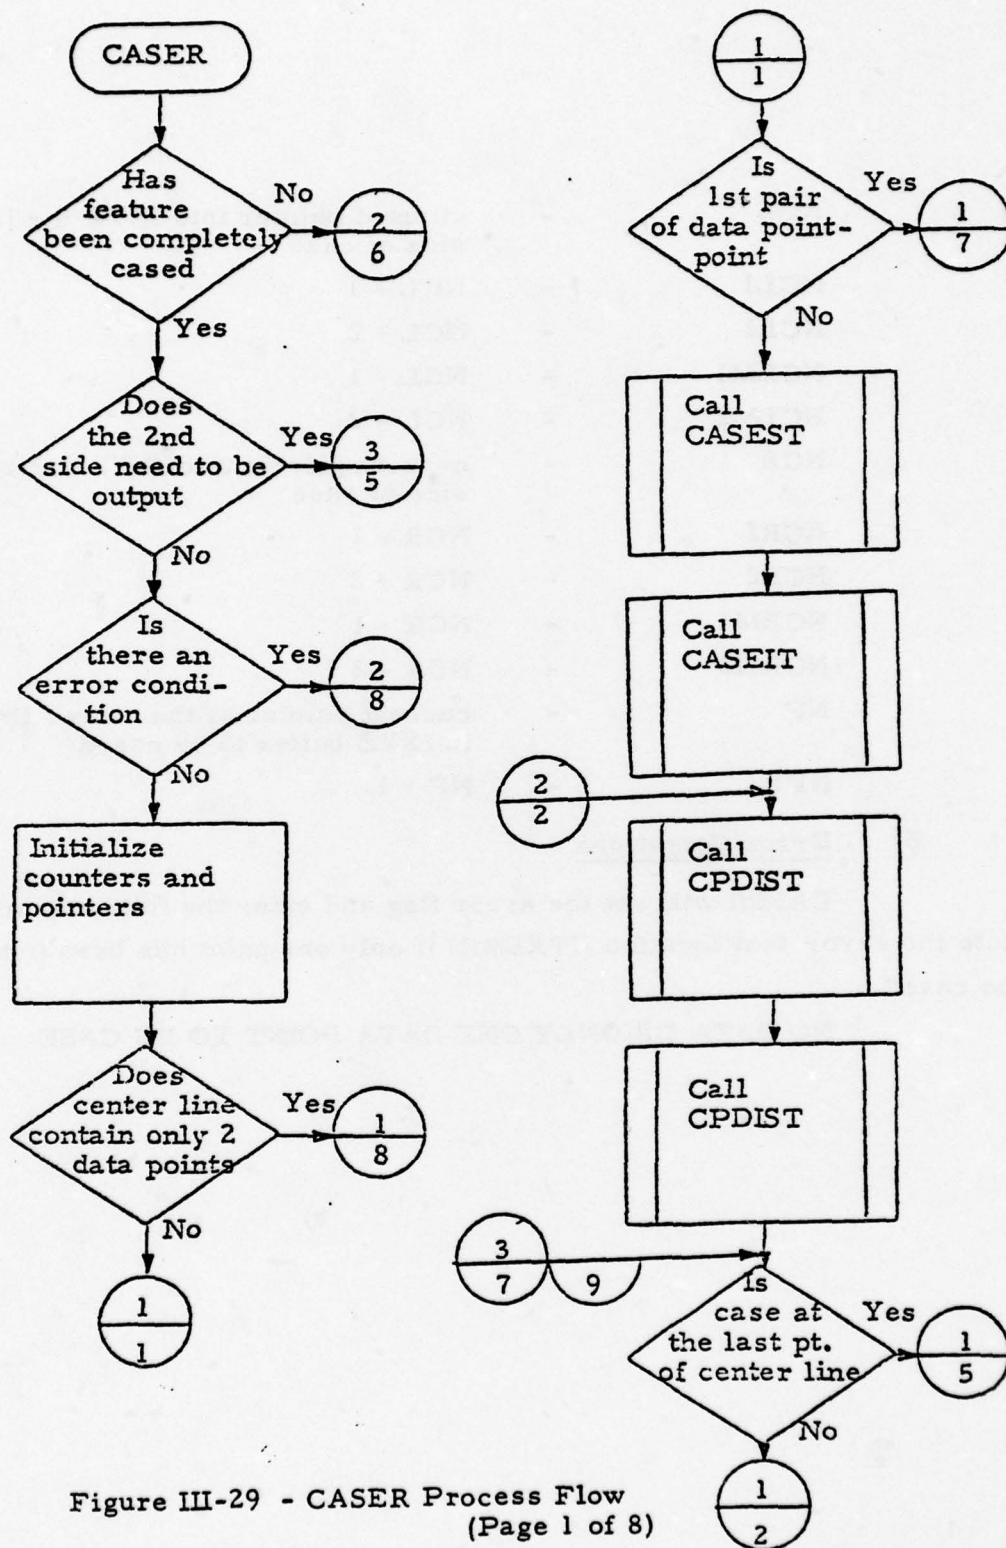 CASER
Has
feature
been completely
cased
No
2
6
Yes
Does
the 2nd
side need to be
output
Yes
3
5
No
Is
there an
error condi-
tion
Yes
2
8
No
Initialize
counters and
pointers
Does
center line
contain only 2
data points
Yes
1
8
No
1
1
1
1
Is
1st pair
of data point-
point
Yes
1
7
No
Call
CASEST
Call
CASEIT
2
2
Call
CPDIST
Call
CPDIST
3
7
9
Is
case at
the last pt.
of center line
Yes
1
5
No
1
2
Figure III-29 - CASER Process Flow
(Page 1 of 8)